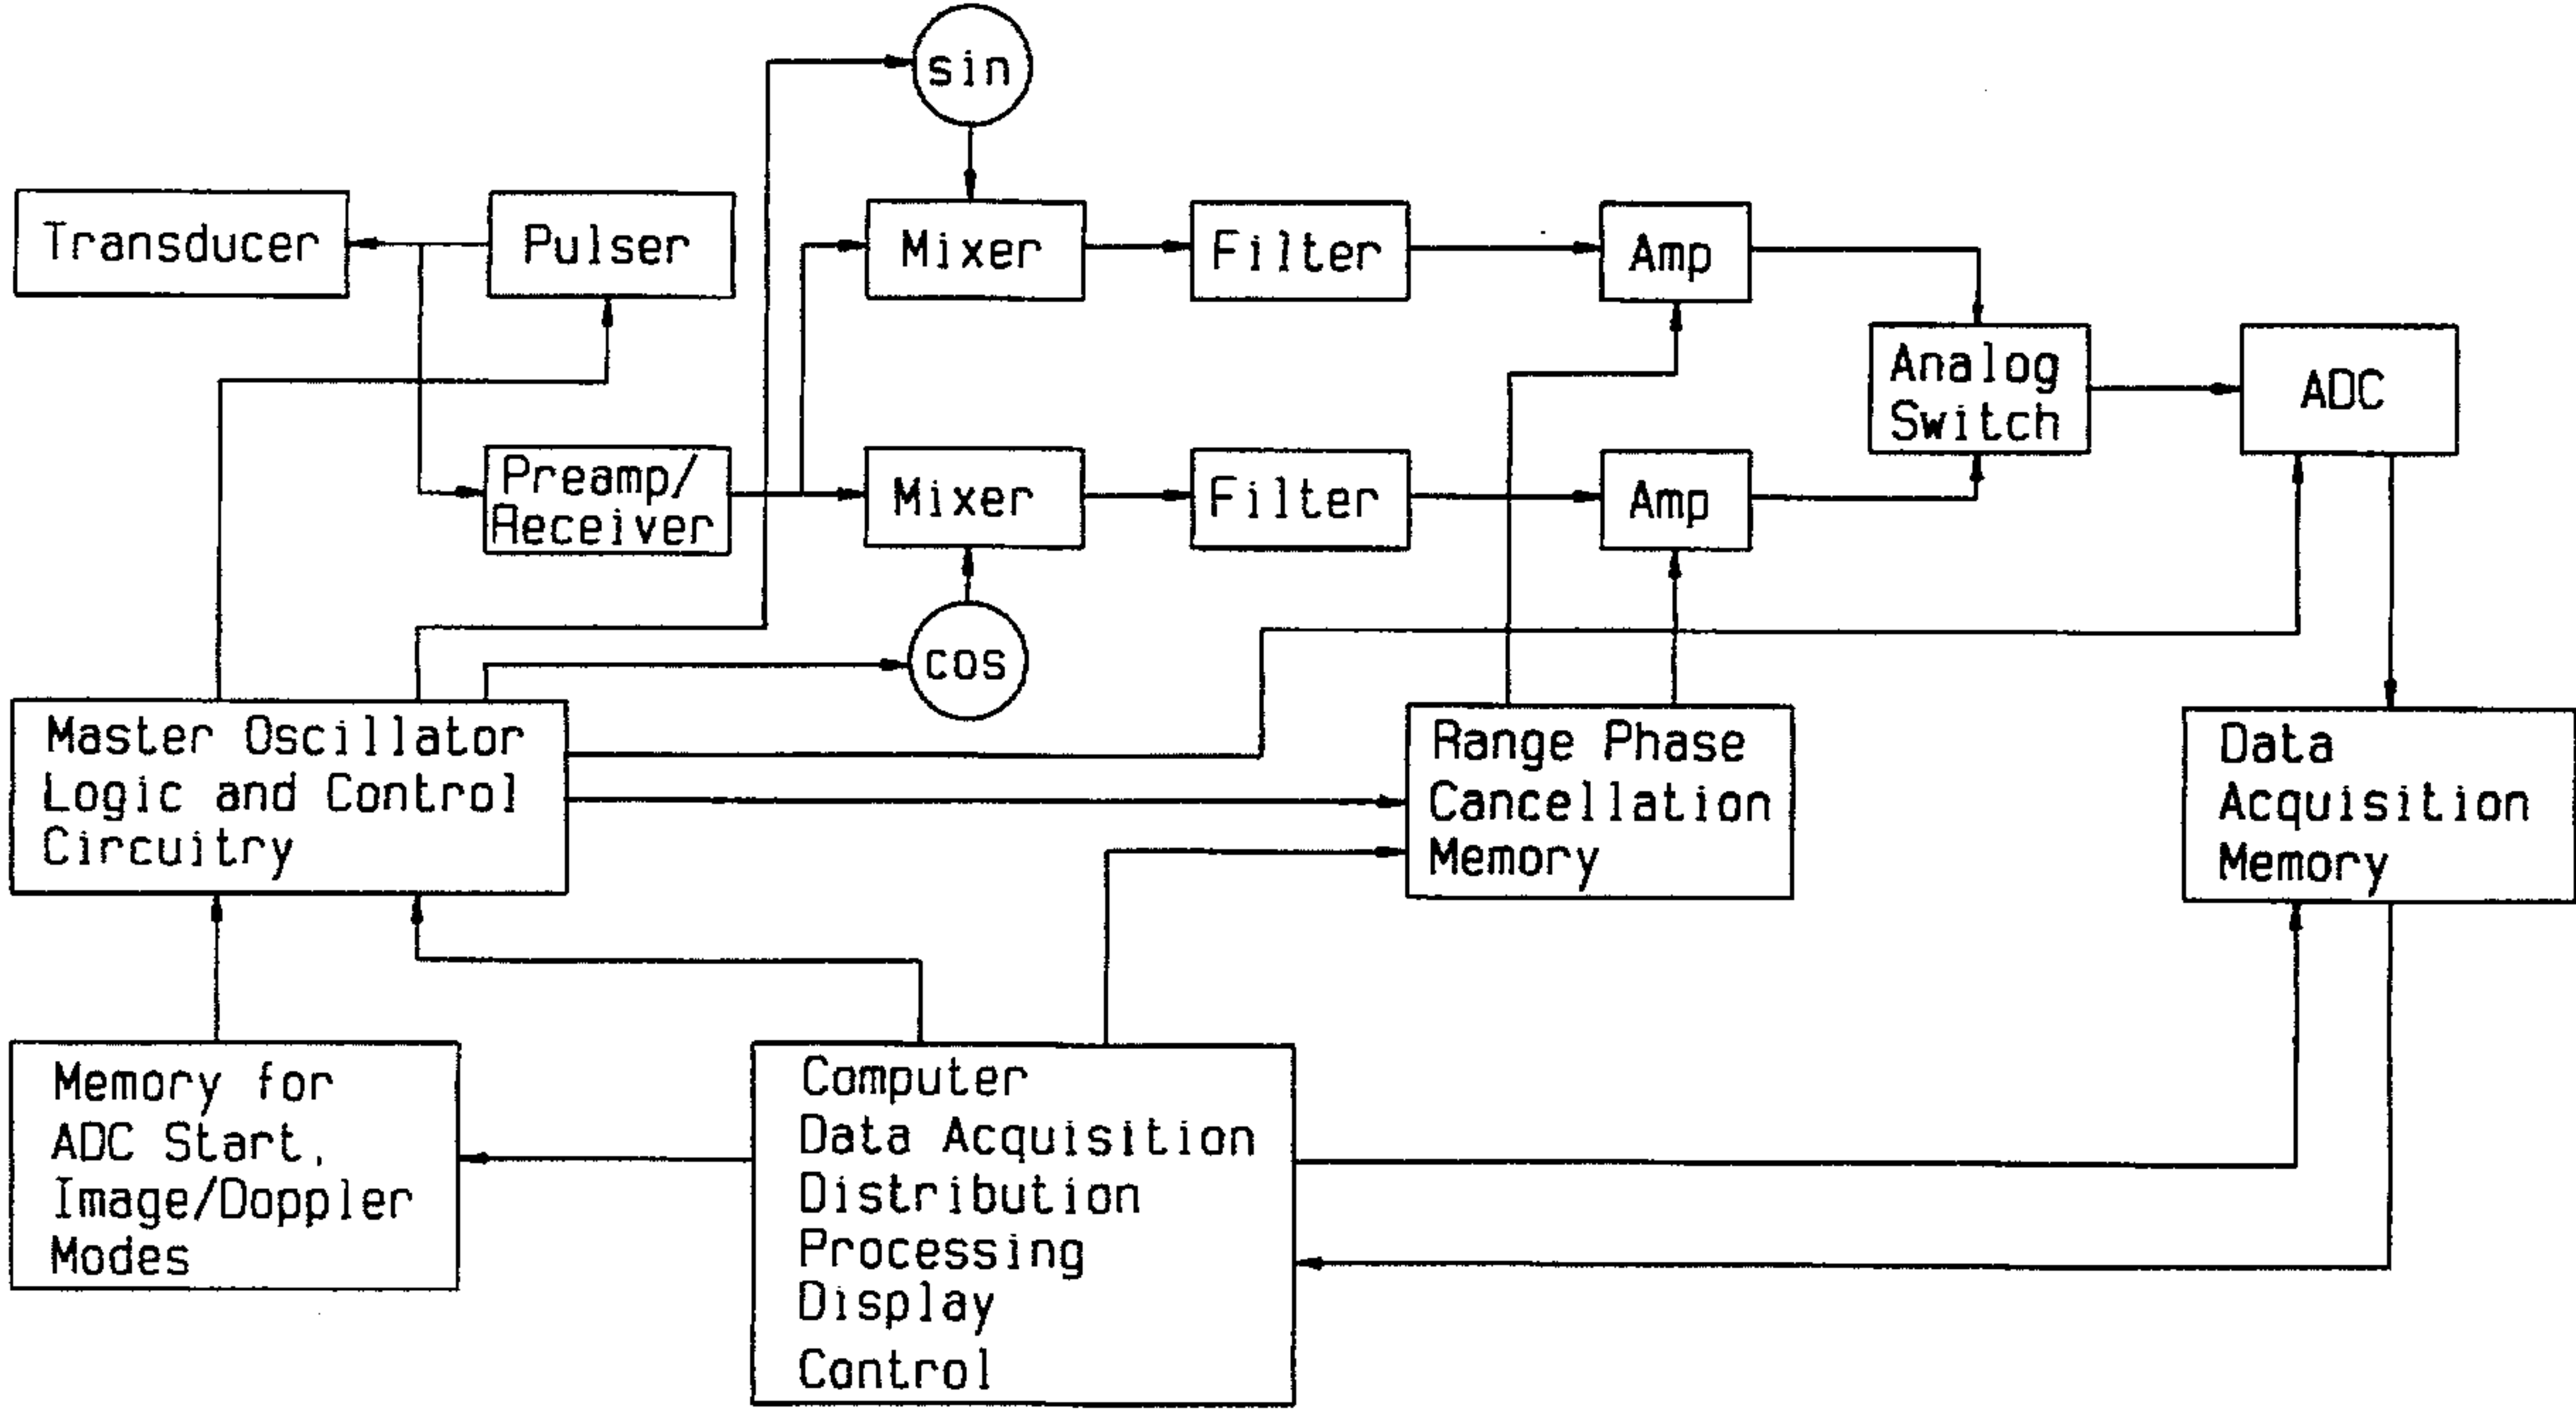 sin
Transducer
Pulser
Mixer
Filter
Amp
Analog
Switch
ADC
Preamp/
Receiver
Mixer
Filter
Amp
cos
Master Oscillator
Logic and Control
Circuitry
Range Phase
Cancellation
Memory
Data
Acquisition
Memory
Memory for
ADC Start,
Image/Doppler
Modes
Computer
Data Acquisition
Distribution
Processing
Display
Control